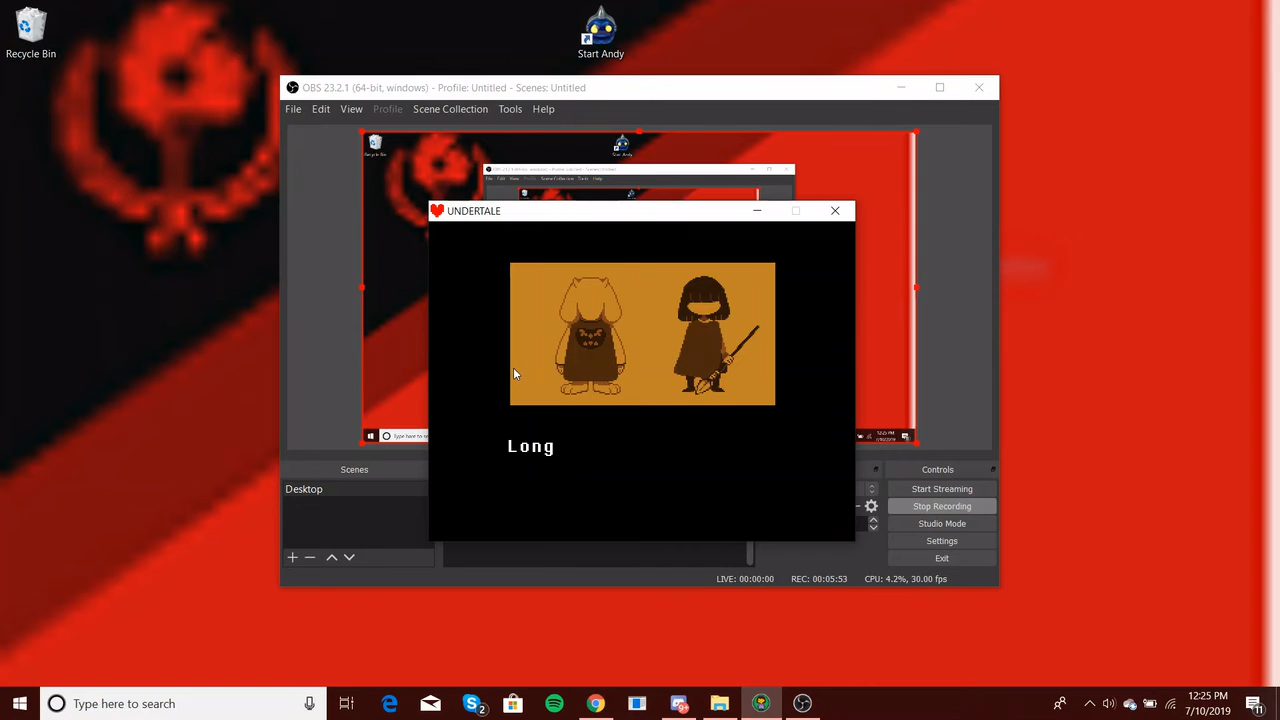 Recycle Bin
Start Andy
OBS 23.2.1 (64-bit, windows) - Profile: Untitled - Scenes: Untitled
File Edit View Profile Scene Collection Tools Help
UNDERTALE
Long
Scenes
Desktop
Controls
Start Streaming
Stop Recording
Studio Mode
Settings
Exit
LIVE: 00:00:00 REC: 00:05:53 CPU: 4.2%, 30.00 fps
Type here to search
2
9+
12:25 PM
7/10/2019
11